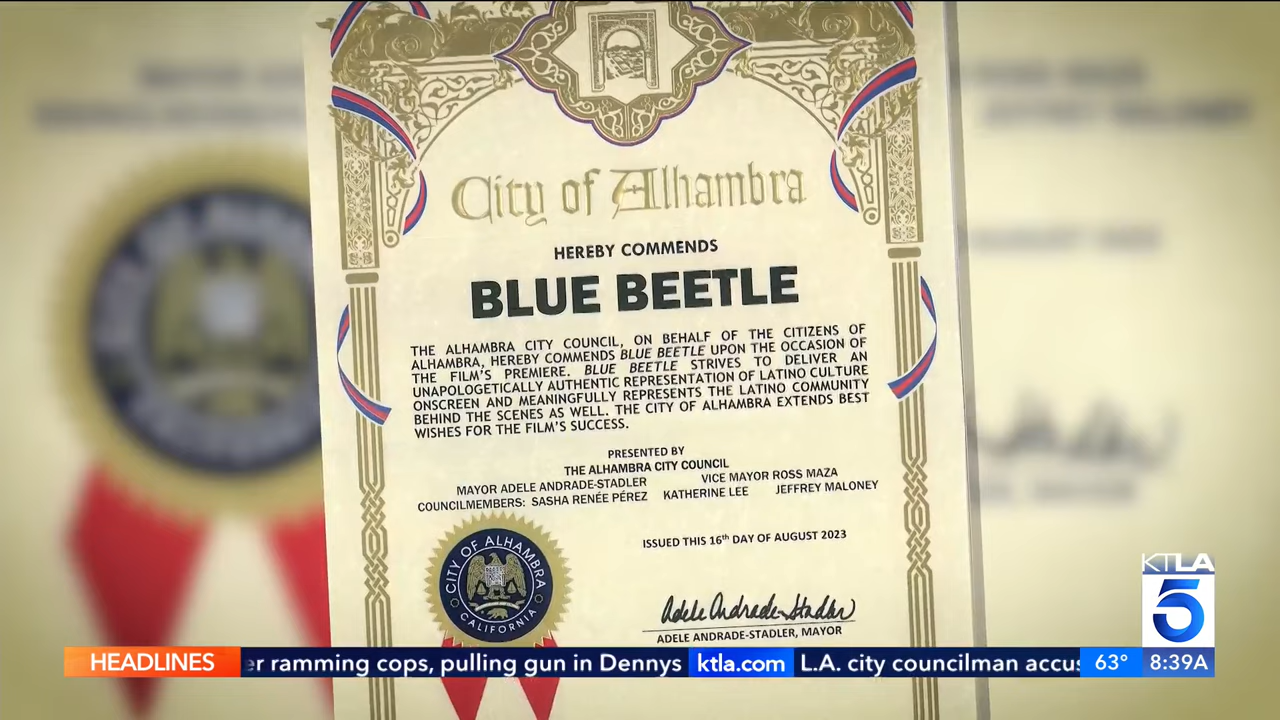 City of Alhambra
HEREBY COMMENDS
BLUE BEETLE
THE ALHAMBRA CITY COUNCIL, ON BEHALF OF THE CITIZENS OF
ALHAMBRA, HEREBY COMMENDS BLUE BEETLE UPON THE OCCASION OF
THE FILM'S PREMIERE. BLUE BEETLE STRIVES TO DELIVER AN
UNAPOLOGETICALLY AUTHENTIC REPRESENTATION OF LATINO CULTURE
ONSCREEN AND MEANINGFULLY REPRESENTS THE LATINO COMMUNITY
BEHIND THE SCENES AS WELL. THE CITY OF ALHAMBRA EXTENDS BEST
WISHES FOR THE FILM'S SUCCESS.
PRESENTED BY
THE ALHAMBRA CITY COUNCIL
MAYOR ADELE ANDRADE-STADLER VICE MAYOR ROSS MAZA
COUNCILMEMBERS: SASHA RENÉE PÉREZ KATHERINE LEE JEFFREY MALONEY
ISSUED THIS 16th DAY OF AUGUST 2023
CITY OF ALHAMBRA
CALIFORNIA
Adele Andrade-Stadler
ADELE ANDRADE-STADLER, MAYOR
KTLA
5
HEADLINES er ramming cops, pulling gun in Dennys ktla.com L.A. city councilman accus 63° 8:39A